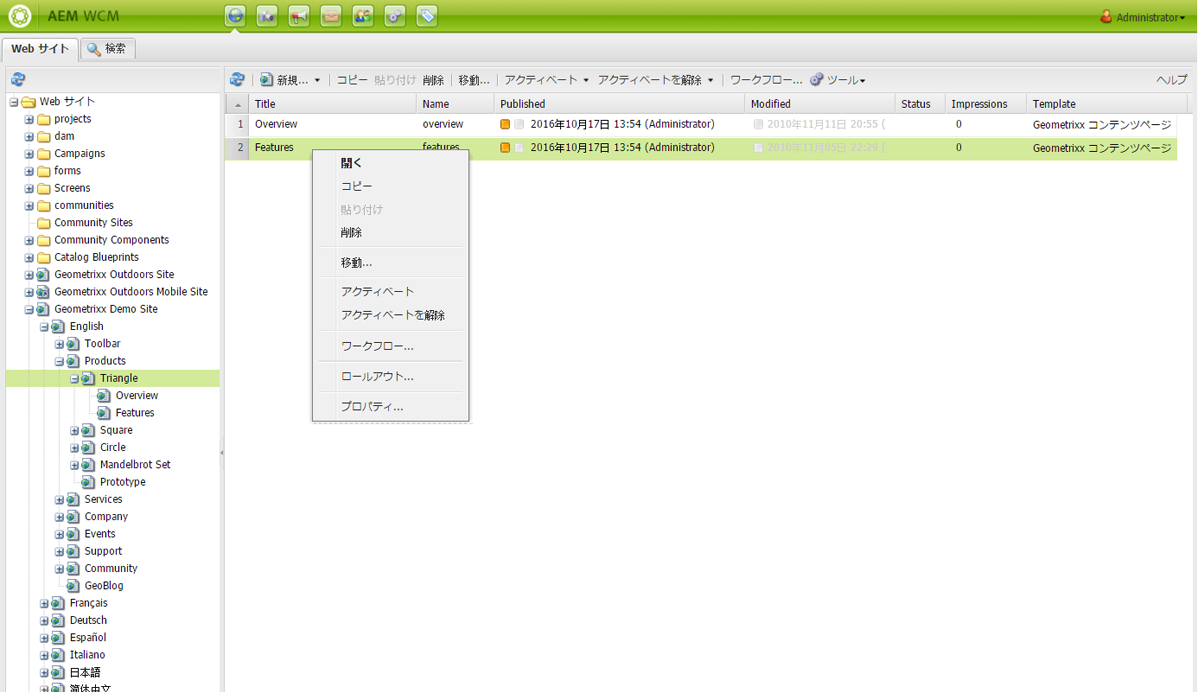 AEM WCM
Administrator
Web サイト
検索
新規...
コピー 貼り付け 削除 移動...
アクティベート
アクティベートを解除
ワークフロー...
ツール
ヘルプ
Web サイト
projects
dam
Campaigns
forms
Screens
communities
Community Sites
Community Components
Catalog Blueprints
Geometrixx Outdoors Site
Geometrixx Outdoors Mobile Site
Geometrixx Demo Site
English
Toolbar
Products
Triangle
Overview
Features
Square
Circle
Mandelbrot Set
Prototype
Services
Company
Events
Support
Community
GeoBlog
Français
Deutsch
Español
Italiano
日本語
简体中文
Title Name Published Modified Status Impressions Template
1 Overview overview 2016年10月17日 13:54 (Administrator) 2010年11月11日 20:55 ( 0 Geometrixx コンテンツページ
2 Features features 2016年10月17日 13:54 (Administrator) 2010年11月05日 22:29 ( 0 Geometrixx コンテンツページ
開く
コピー
貼り付け
削除
移動...
アクティベート
アクティベートを解除
ワークフロー...
ロールアウト...
プロパティ...